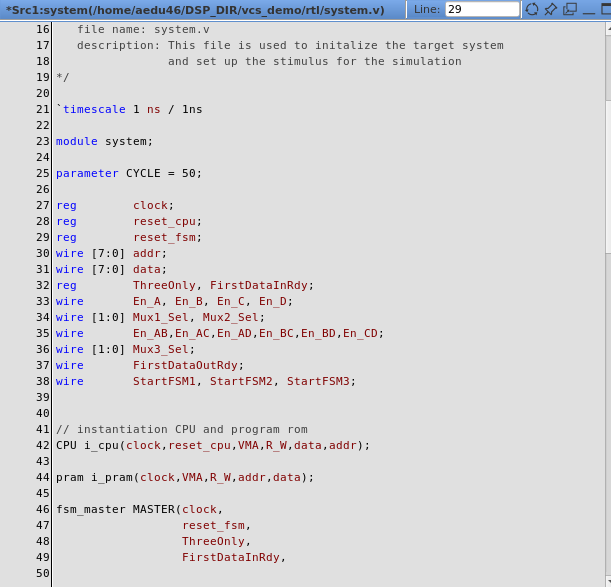 *Src1:system(/home/aedu46/DSP_DIR/vcs_demo/rtl/system.v) Line: 29
16 file name: system.v
17 description: This file is used to initalize the target system
18 and set up the stimulus for the simulation
19 */
20
21 `timescale 1 ns / 1ns
22
23 module system;
24
25 parameter CYCLE = 50;
26
27 reg clock;
28 reg reset_cpu;
29 reg reset_fsm;
30 wire [7:0] addr;
31 wire [7:0] data;
32 reg ThreeOnly, FirstDataInRdy;
33 wire En_A, En_B, En_C, En_D;
34 wire [1:0] Mux1_Sel, Mux2_Sel;
35 wire En_AB,En_AC,En_AD,En_BC,En_BD,En_CD;
36 wire [1:0] Mux3_Sel;
37 wire FirstDataOutRdy;
38 wire StartFSM1, StartFSM2, StartFSM3;
39
40
41 // instantiation CPU and program rom
42 CPU i_cpu(clock,reset_cpu,VMA,R_W,data,addr);
43
44 pram i_pram(clock,VMA,R_W,addr,data);
45
46 fsm_master MASTER(clock,
47 reset_fsm,
48 ThreeOnly,
49 FirstDataInRdy,
50